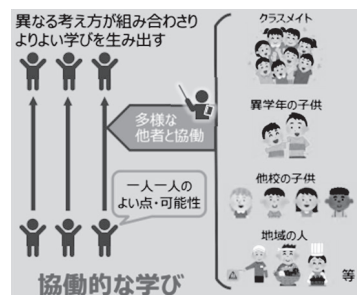 異なる考え方が組み合わさり
よりよい学びを生み出す
多様な
他者と協働
一人一人の
よい点・可能性
協働的な学び
クラスメイト
異学年の子供
他校の子供
地域の人
等